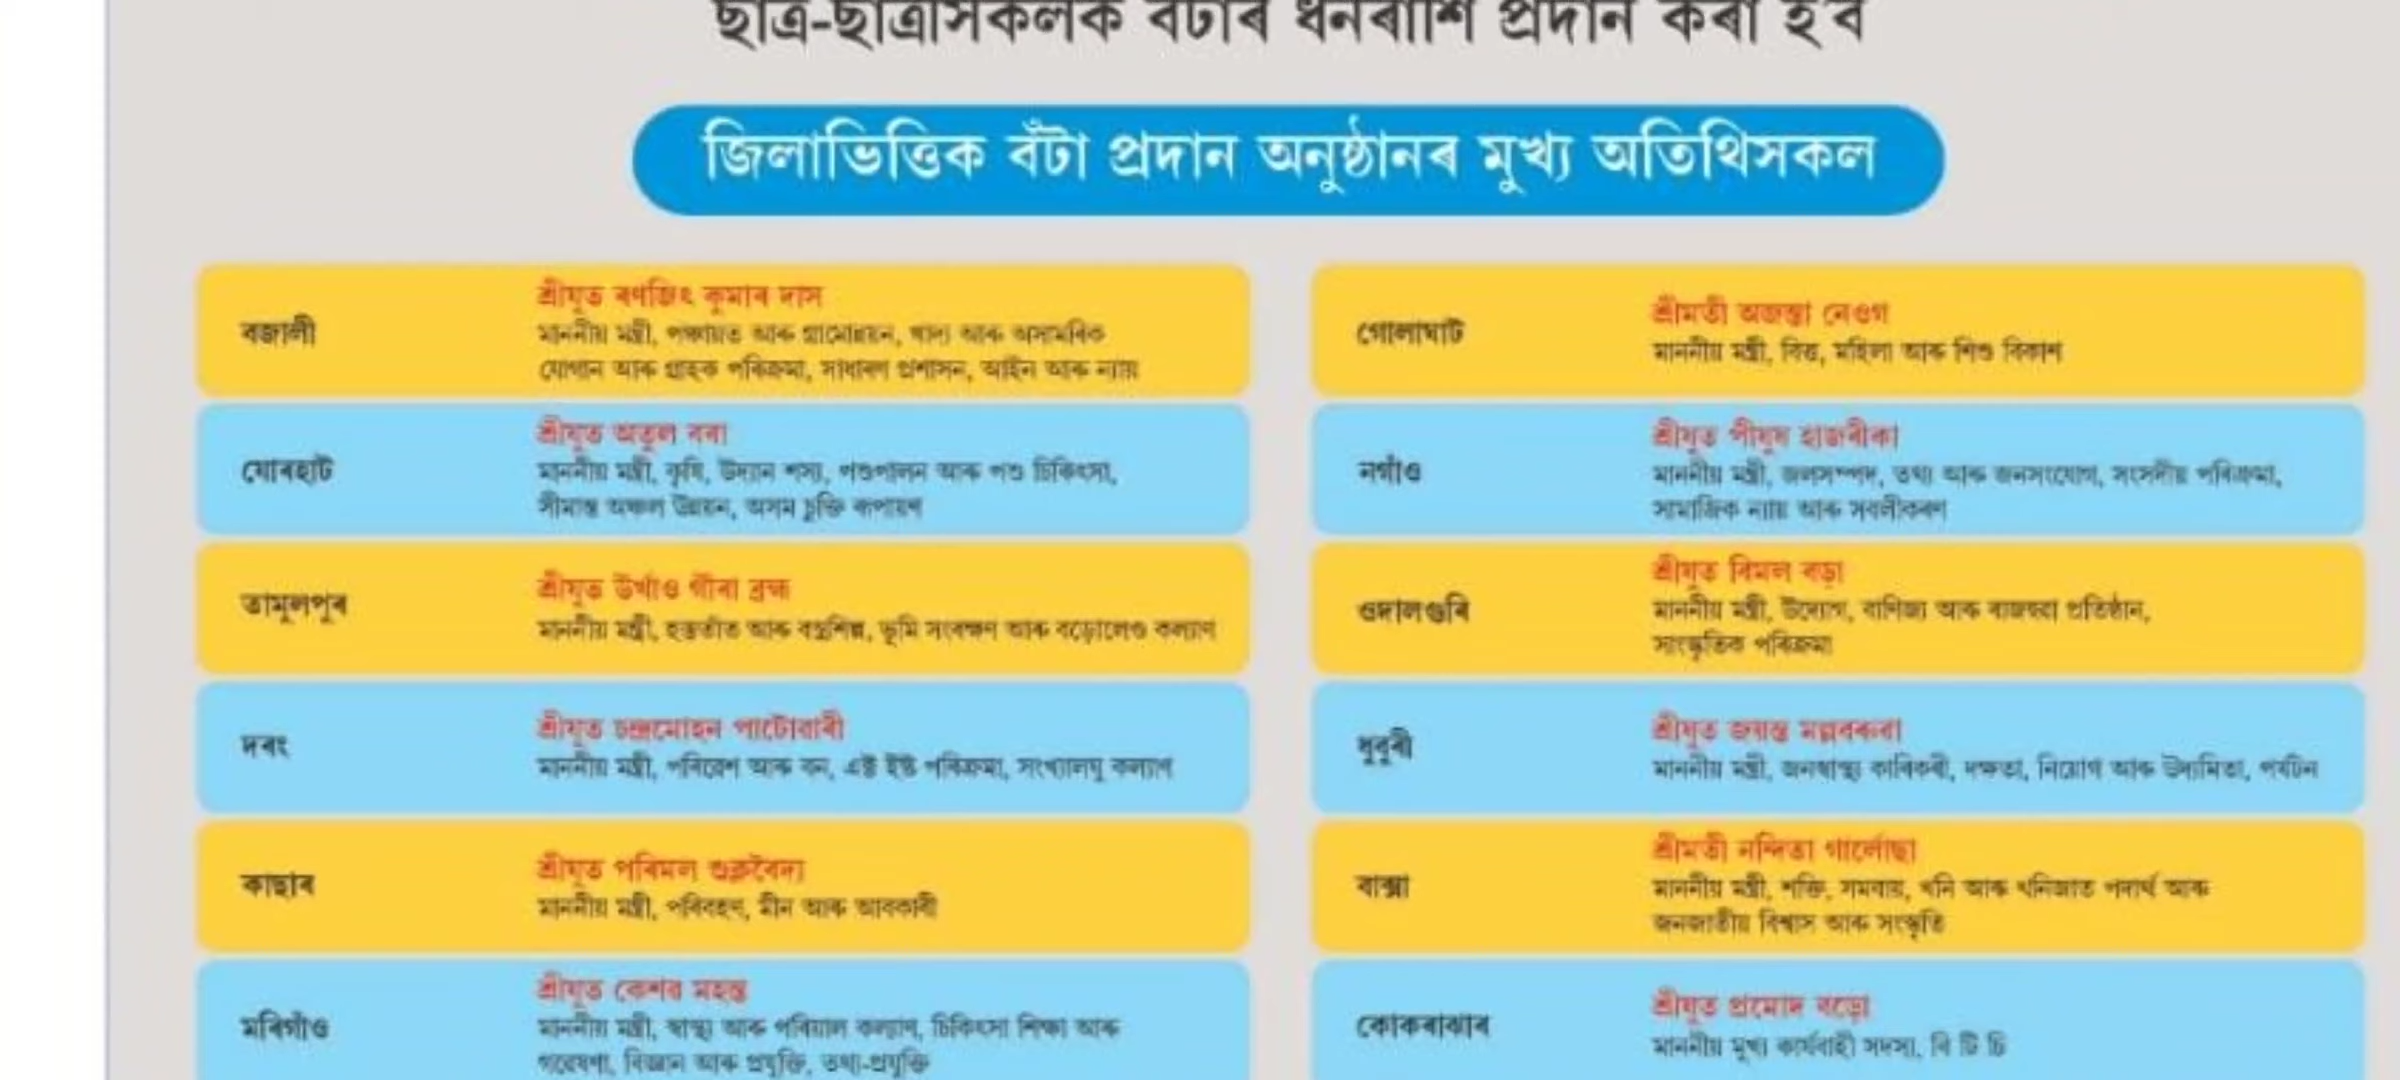 ছাত্ৰ-ছাত্ৰীসকলক বঁটাৰ ধনৰাশি প্ৰদান কৰা হ'ব
জিলাভিত্তিক বঁটা প্ৰদান অনুষ্ঠানৰ মুখ্য অতিথিসকল
বজালী
শ্ৰীযুত ৰণজিৎ কুমাৰ দাস
মাননীয় মন্ত্ৰী, পঞ্চায়ত আৰু গ্ৰামোন্নয়ন, খাদ্য আৰু অসামৰিক
যোগান আৰু গ্ৰাহক পৰিক্ৰমা, সাধাৰণ প্ৰশাসন, আইন আৰু ন্যায়
গোলাঘাট
শ্ৰীমতী অজন্তা নেওগ
মাননীয় মন্ত্ৰী, বিত্ত, মহিলা আৰু শিশু বিকাশ
যোৰহাট
শ্ৰীযুত অতুল বৰা
মাননীয় মন্ত্ৰী, কৃষি, উদ্যান শস্য, পশুপালন আৰু পশু চিকিৎসা,
সীমান্ত অঞ্চল উন্নয়ন, অসম চুক্তি ৰূপায়ণ
নগাঁও
শ্ৰীযুত পীযূষ হাজৰীকা
মাননীয় মন্ত্ৰী, জলসম্পদ, তথ্য আৰু জনসংযোগ, সংসদীয় পৰিক্ৰমা,
সামাজিক ন্যায় আৰু সবলীকৰণ
তামুলপুৰ
শ্ৰীযুত উৰ্খাও গৌৰা ব্ৰহ্ম
মাননীয় মন্ত্ৰী, হস্ততাঁত আৰু বস্ত্ৰশিল্প, ভূমি সংৰক্ষণ আৰু বড়োলেণ্ড কল্যাণ
ওদালগুৰি
শ্ৰীযুত বিমল বড়া
মাননীয় মন্ত্ৰী, উদ্যোগ, বাণিজ্য আৰু ৰাজহুৱা প্ৰতিষ্ঠান,
সাংস্কৃতিক পৰিক্ৰমা
দৰং
শ্ৰীযুত চন্দ্ৰমোহন পাটোৱাৰী
মাননীয় মন্ত্ৰী, পৰিৱেশ আৰু বন, এক্ট ইষ্ট পৰিক্ৰমা, সংখ্যালঘু কল্যাণ
ধুবুৰী
শ্ৰীযুত জয়ন্ত মল্লবৰুৱা
মাননীয় মন্ত্ৰী, জনস্বাস্থ্য কাৰিকৰী, দক্ষতা, নিয়োগ আৰু উদ্যমিতা, পৰ্যটন
কাছাৰ
শ্ৰীযুত পৰিমল শুক্লবৈদ্য
মাননীয় মন্ত্ৰী, পৰিবহণ, মীন আৰু আবকাৰী
বাক্সা
শ্ৰীমতী নন্দিতা গাৰ্লোছা
মাননীয় মন্ত্ৰী, শক্তি, সমবায়, খনি আৰু খনিজাত পদাৰ্থ আৰু
জনজাতীয় বিশ্বাস আৰু সংস্কৃতি
মৰিগাঁও
শ্ৰীযুত কেশৱ মহন্ত
মাননীয় মন্ত্ৰী, স্বাস্থ্য আৰু পৰিয়াল কল্যাণ, চিকিৎসা শিক্ষা আৰু
গৱেষণা, বিজ্ঞান আৰু প্ৰযুক্তি, তথ্য-প্ৰযুক্তি
কোকৰাঝাৰ
শ্ৰীযুত প্ৰমোদ বড়ো
মাননীয় মুখ্য কাৰ্যবাহী সদস্য, বি টি চি